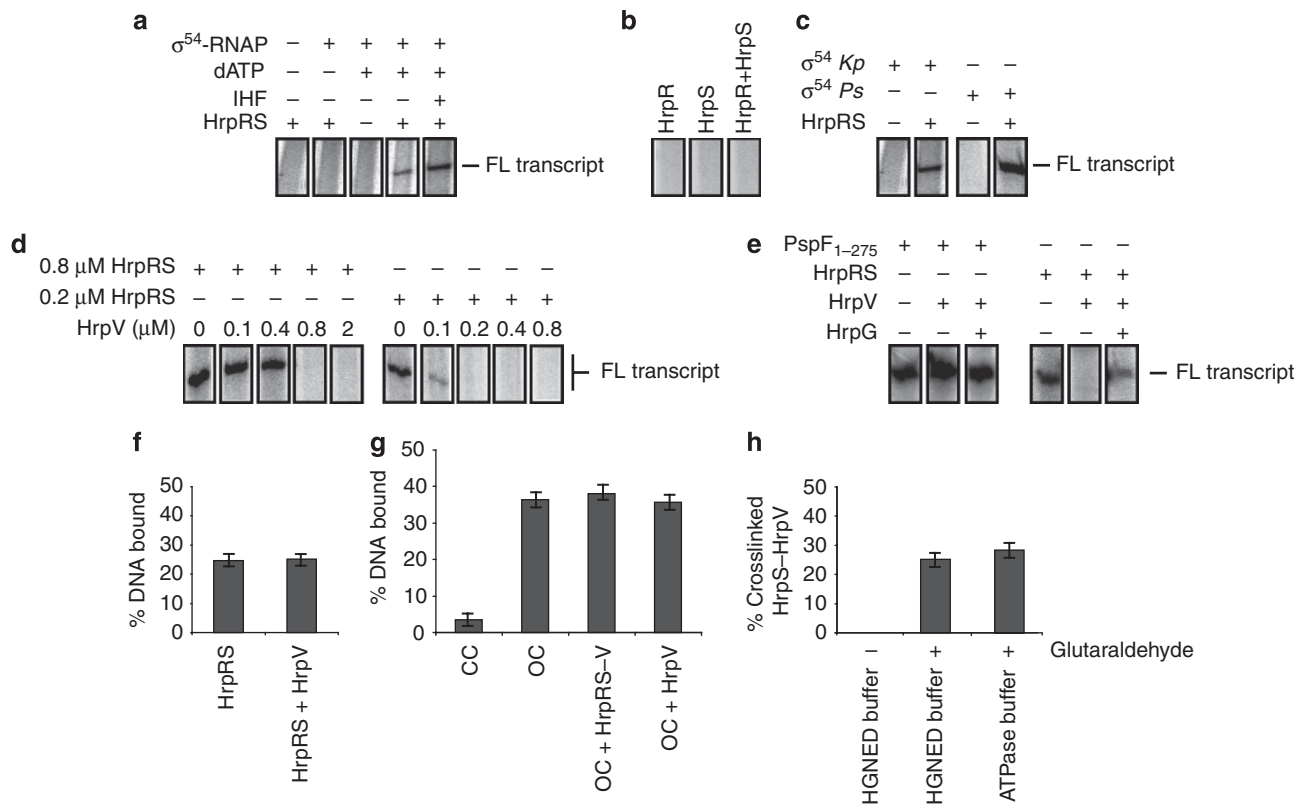 a
σ54-RNAP – + + + +
dATP – – + + +
IHF – – – – +
HrpRS + + – + +
FL transcript
b
HrpR
HrpS
HrpR+HrpS
c
σ54 Kp + + – –
σ54 Ps – – + +
HrpRS – + – +
FL transcript
d
0.8 μM HrpRS + + + + + – – – – –
0.2 μM HrpRS – – – – – + + + + +
HrpV (μM) 0 0.1 0.4 0.8 2 0 0.1 0.2 0.4 0.8
FL transcript
e
PspF1–275 + + + – – –
HrpRS – – – + + +
HrpV – + + – + +
HrpG – – + – – +
FL transcript
f
% DNA bound
50
40
30
20
10
0
HrpRS
HrpRS + HrpV
g
% DNA bound
50
40
30
20
10
0
CC
OC
OC + HrpRS–V
OC + HrpV
h
% Crosslinked
HrpS–HrpV
50
40
30
20
10
0
– + + Glutaraldehyde
HGNED buffer
HGNED buffer
ATPase buffer